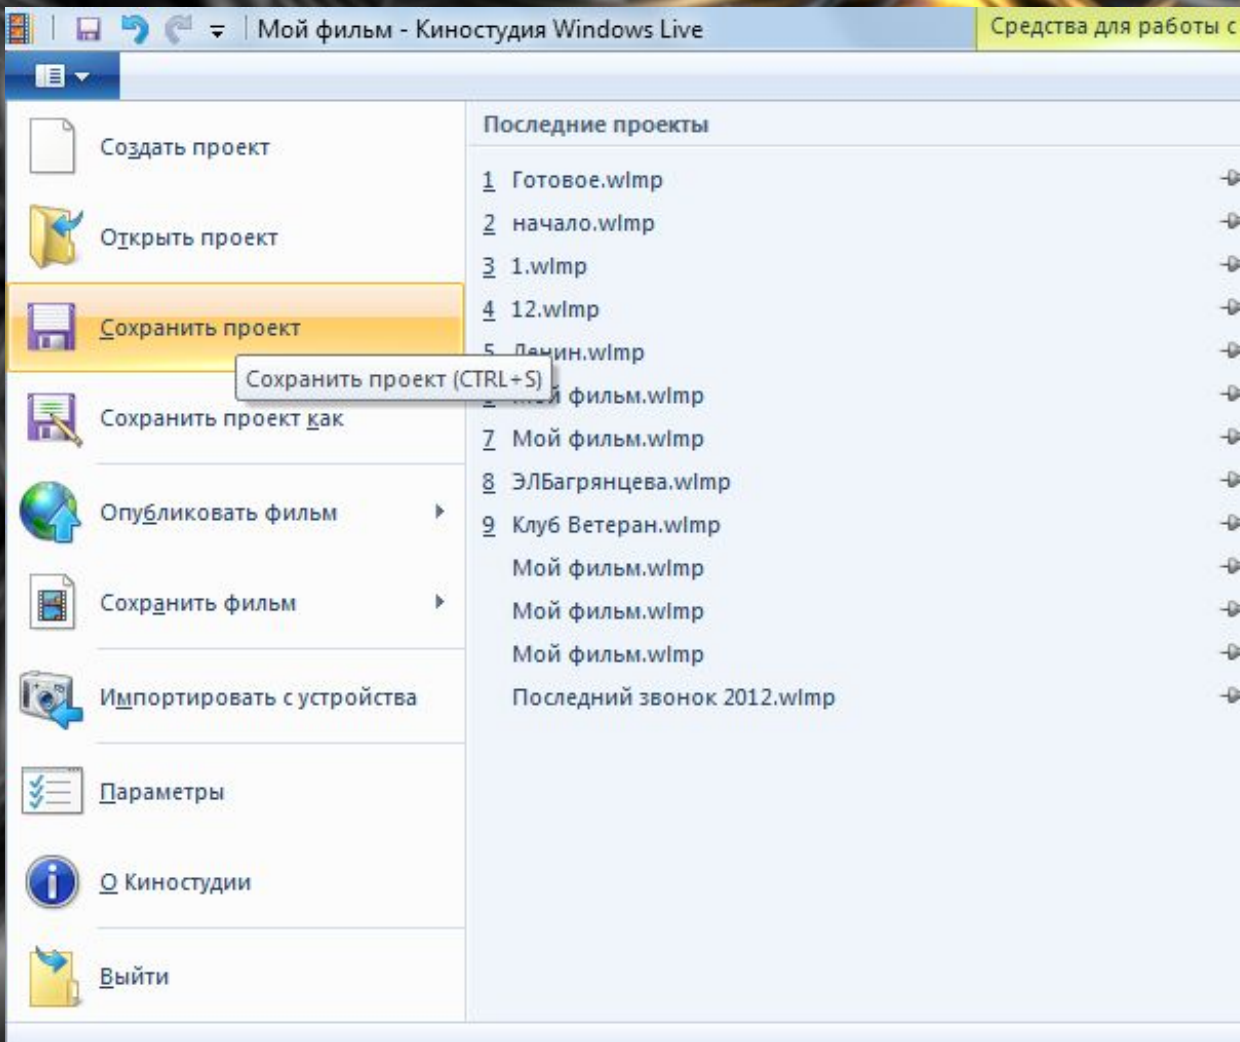 Мой фильм - Киностудия Windows Live
Средства для работы с
Создать проект
Открыть проект
Сохранить проект
Сохранить проект (CTRL+S)
Сохранить проект как
Опубликовать фильм
Сохранить фильм
Импортировать с устройства
Параметры
О Киностудии
Выйти
Последние проекты
1 Готовое.wlmp
2 начало.wlmp
3 1.wlmp
4 12.wlmp
5 Ленин.wlmp
Мой фильм.wlmp
7 Мой фильм.wlmp
8 ЭЛБагрянцева.wlmp
9 Клуб Ветеран.wlmp
Мой фильм.wlmp
Мой фильм.wlmp
Мой фильм.wlmp
Последний звонок 2012.wlmp